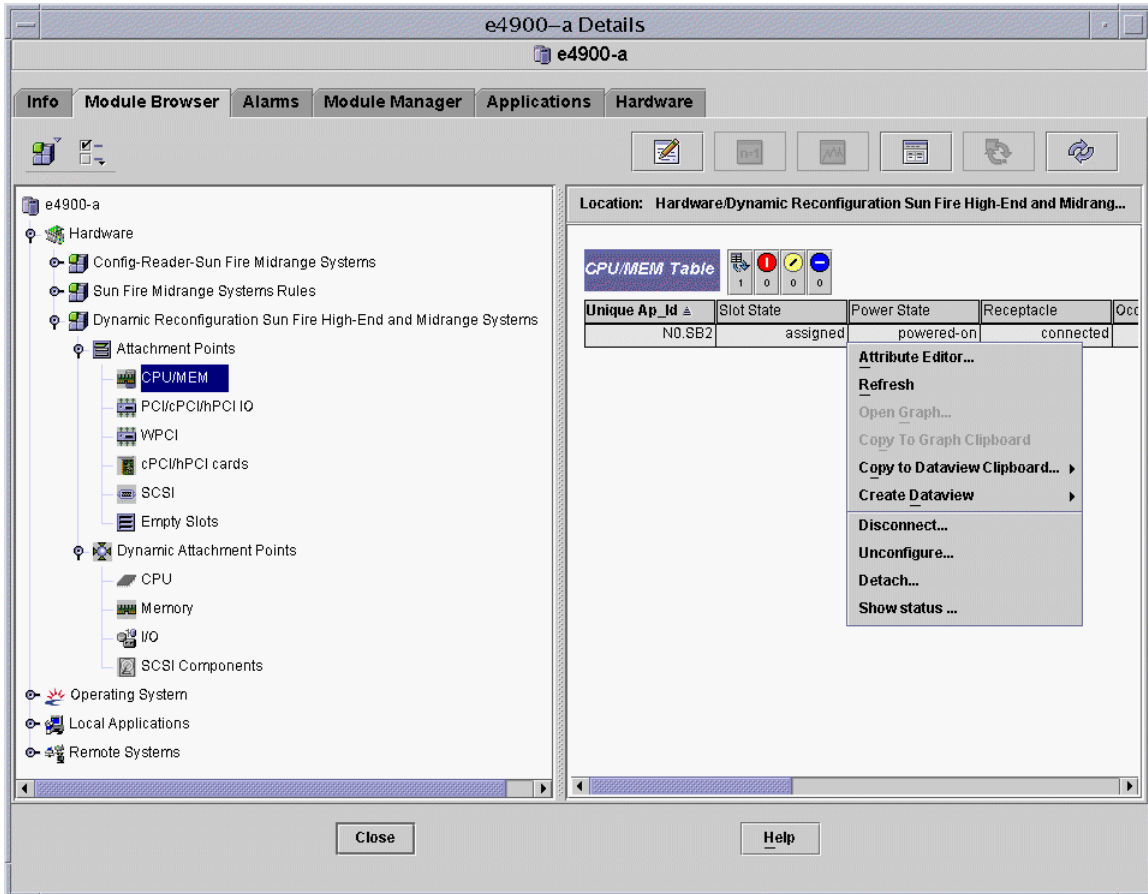 e4900–a Details
e4900-a
Info Module Browser Alarms Module Manager Applications Hardware
n=1
e4900-a
Hardware
Config-Reader-Sun Fire Midrange Systems
Sun Fire Midrange Systems Rules
Dynamic Reconfiguration Sun Fire High-End and Midrange Systems
Attachment Points
CPU/MEM
PCI/cPCI/hPCI IO
WPCI
cPCI/hPCI cards
SCSI
Empty Slots
Dynamic Attachment Points
CPU
Memory
I/O
SCSI Components
Operating System
Local Applications
Remote Systems
Location: Hardware/Dynamic Reconfiguration Sun Fire High-End and Midrang...
CPU/MEM Table
1 0 0 0
Unique Ap_Id Slot State Power State Receptacle Occ
N0.SB2 assigned powered-on connected
Attribute Editor...
Refresh
Open Graph...
Copy To Graph Clipboard
Copy to Dataview Clipboard...
Create Dataview
Disconnect...
Unconfigure...
Detach...
Show status ...
Close Help